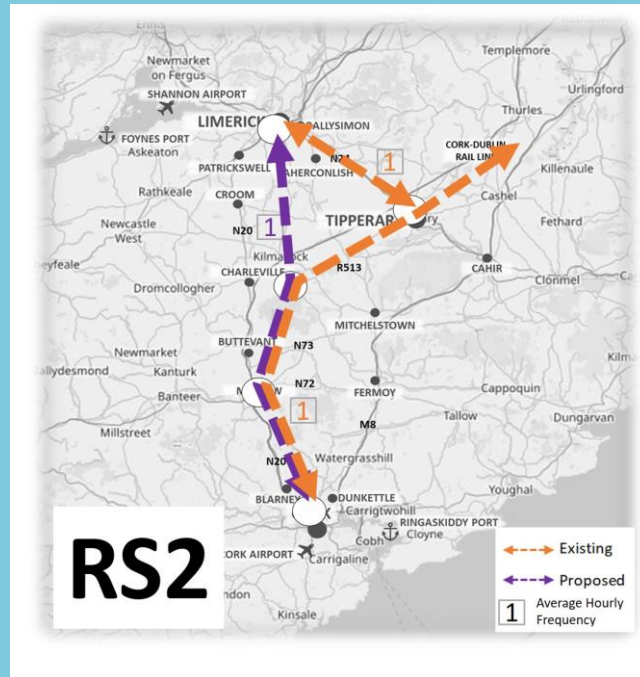 Templemore
Urlingford
Newmarket
on Fergus
SHANNON AIRPORT
Thurles
LIMERICK
BALLYSIMON
FOYNES PORT
Askeaton
CORK-DUBLIN
RAIL LINE
PATRICKSWELL
1
Killenaule
Rathkeale
CROOM
Cashel
Newcastle
West
N20
1
TIPPERAR
Fethard
R513
CAHIR
CHARLEVILLE
Clonmel
Dromcollogher
MITCHELSTOWN
BUTTEVANT
N73
Newmarket
Kanturk
N72
Banteer
1
FERMOY
Cappoquin
Tallow
Dungarvan
Millstreet
M8
N20
Watergrasshill
Youghal
BLARNEY
DUNKETTLE
Carrigtwohill
RINGASKIDDY PORT
Cloyne
Cobh
CORK AIRPORT
Carrigaline
Kinsale
RS2
Existing
Proposed
1 Average Hourly
Frequency